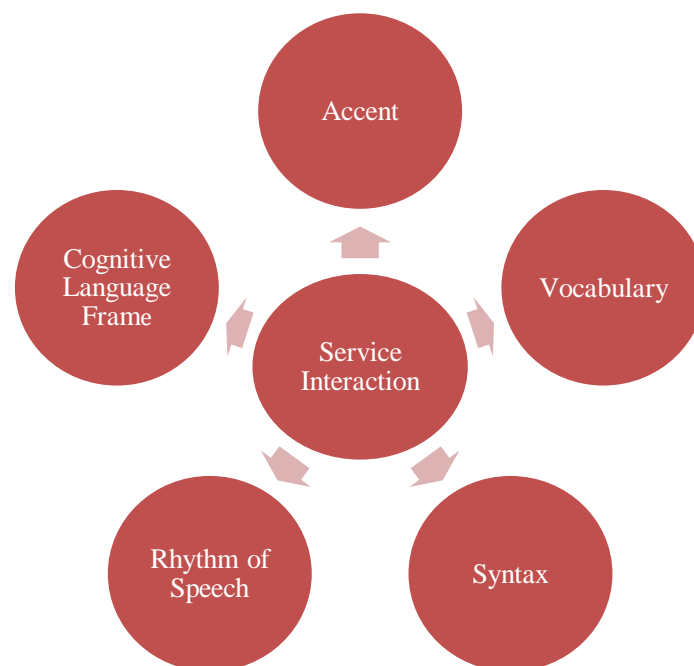 Accent
Cognitive
Language
Frame
Vocabulary
Service
Interaction
Rhythm of
Speech
Syntax